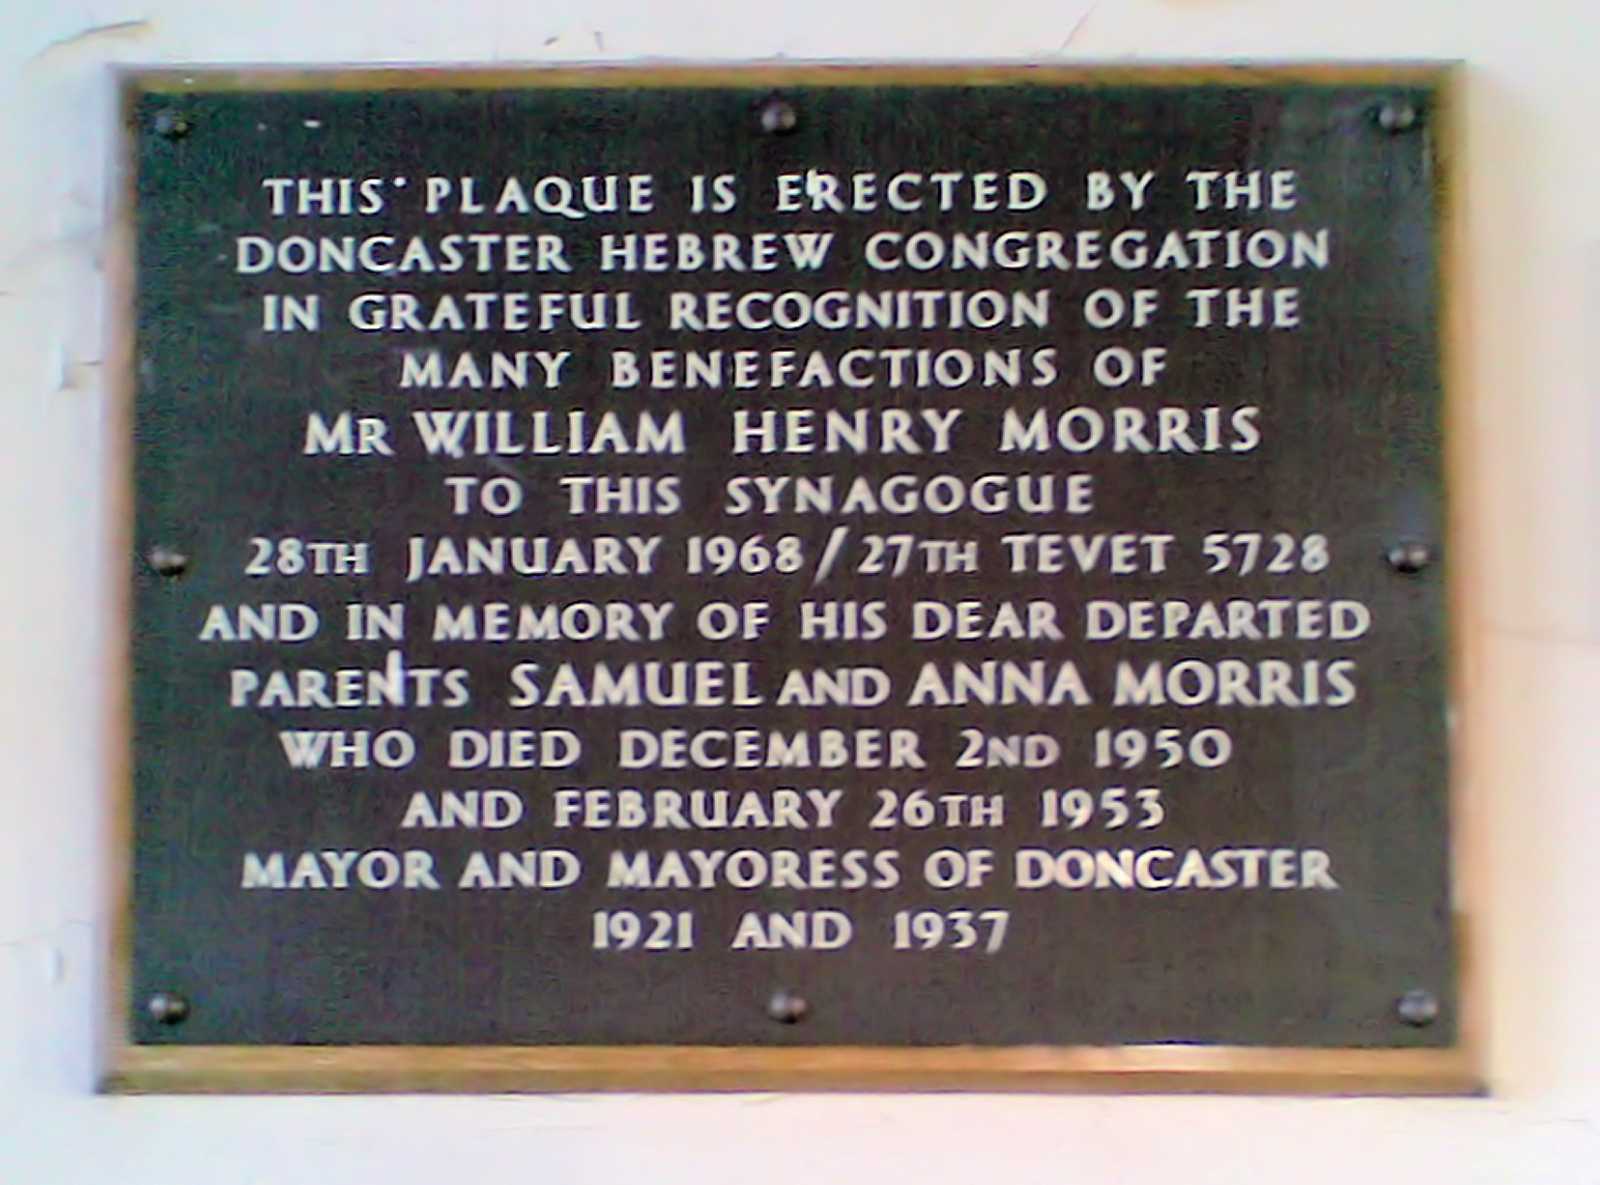 THIS PLAQUE IS ERECTED BY THE
DONCASTER HEBREW CONGREGATION
IN GRATEFUL RECOGNITION OF THE
MANY BENEFACTIONS OF
MR WILLIAM HENRY MORRIS
TO THIS SYNAGOGUE
28TH JANUARY 1968/27TH TEVET 5728
AND IN MEMORY OF HIS DEAR DEPARTED
PARENTS SAMUEL AND ANNA MORRIS
WHO DIED DECEMBER 2ND 1950
AND FEBRUARY 26TH 1953
MAYOR AND MAYORESS OF DONCASTER
1921 AND 1937